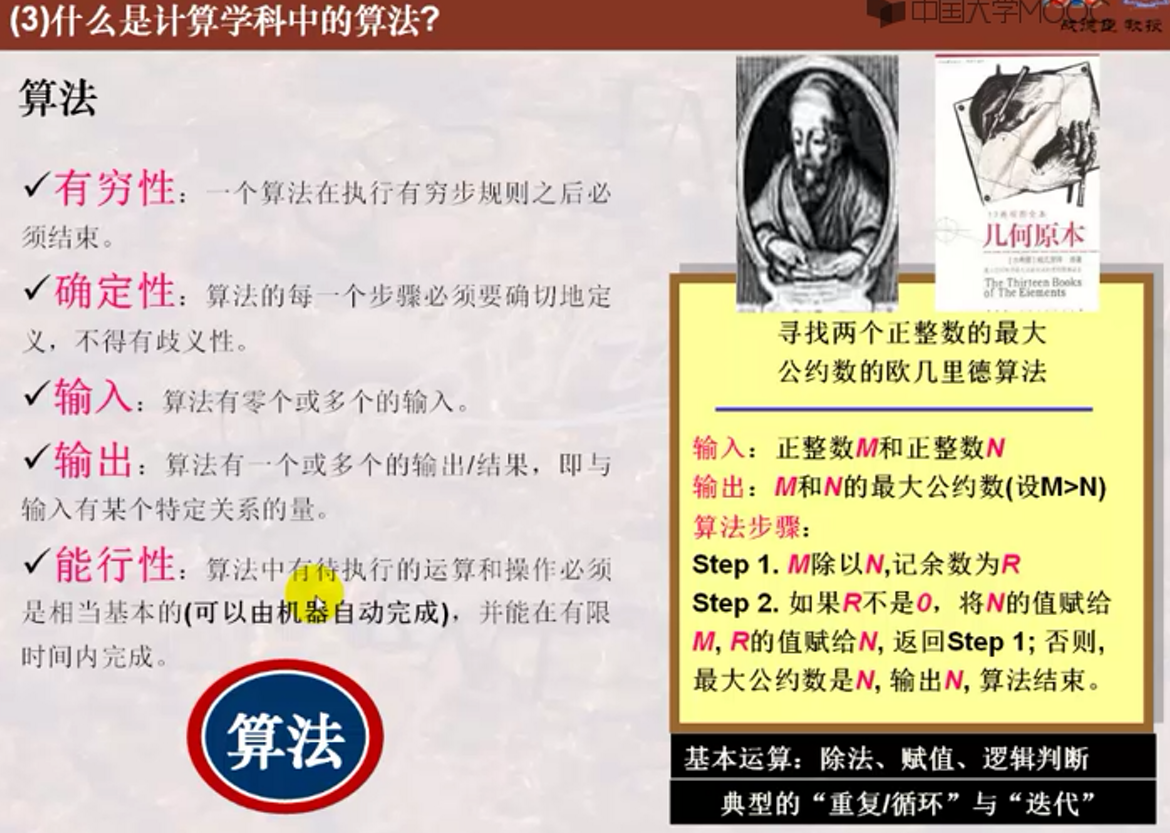 (3)什么是计算学科中的算法?
中国大学MOOC
战德臣 教授
算法
✓有穷性：一个算法在执行有穷步规则之后必
须结束。
✓确定性：算法的每一个步骤必须要确切地定
义，不得有歧义性。
✓输入：算法有零个或多个的输入。
✓输出：算法有一个或多个的输出/结果，即与
输入有某个特定关系的量。
✓能行性：算法中有待执行的运算和操作必须
是相当基本的(可以由机器自动完成)，并能在有限
时间内完成。
算法
几何原本
The Thirteen Books
of The Elements
寻找两个正整数的最大
公约数的欧几里德算法
输入：正整数M和正整数N
输出：M和N的最大公约数(设M>N)
算法步骤：
Step 1. M除以N,记余数为R
Step 2. 如果R不是0，将N的值赋给
M, R的值赋给N, 返回Step 1; 否则,
最大公约数是N, 输出N, 算法结束。
基本运算：除法、赋值、逻辑判断
典型的“重复/循环”与“迭代”